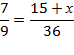 7/9 = (15 + x)/36